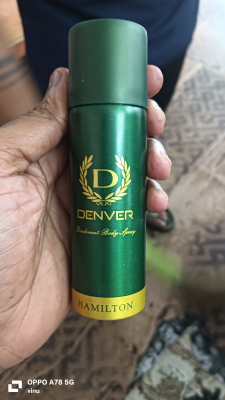 D
DENVER
Deodorant Body Spray
HAMILTON
OPPO A78 5G
vinu